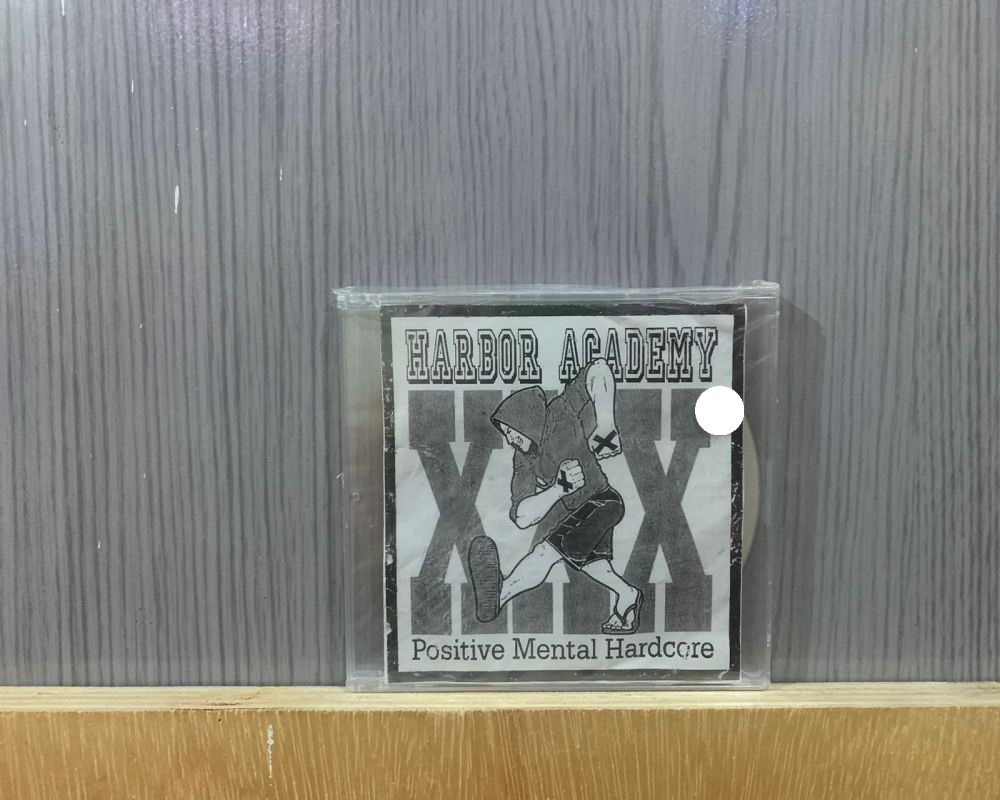 HARBOR ACADEMY
XXX
Positive Mental Hardcore